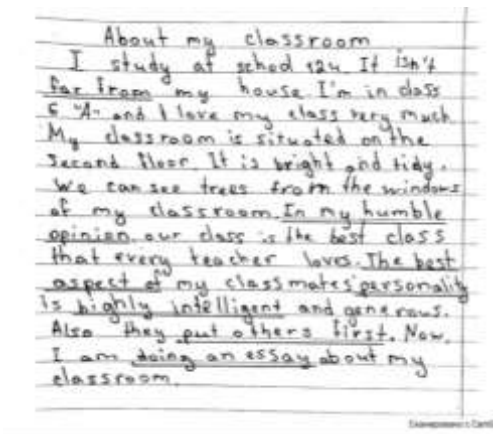 About my classroom
I study at school 124. It isn't
far from my house. I'm in class
6 "A" and I love my class very much.
My classroom is situated on the
second floor. It is bright and tidy.
We can see trees from the windows
of my classroom. In my humble
opinion our class is the best class
that every teacher loves. The best
aspect of my classmates' personality
is highly intelligent and generous.
Also they put others first. Now,
I am doing an essay about my
classroom.